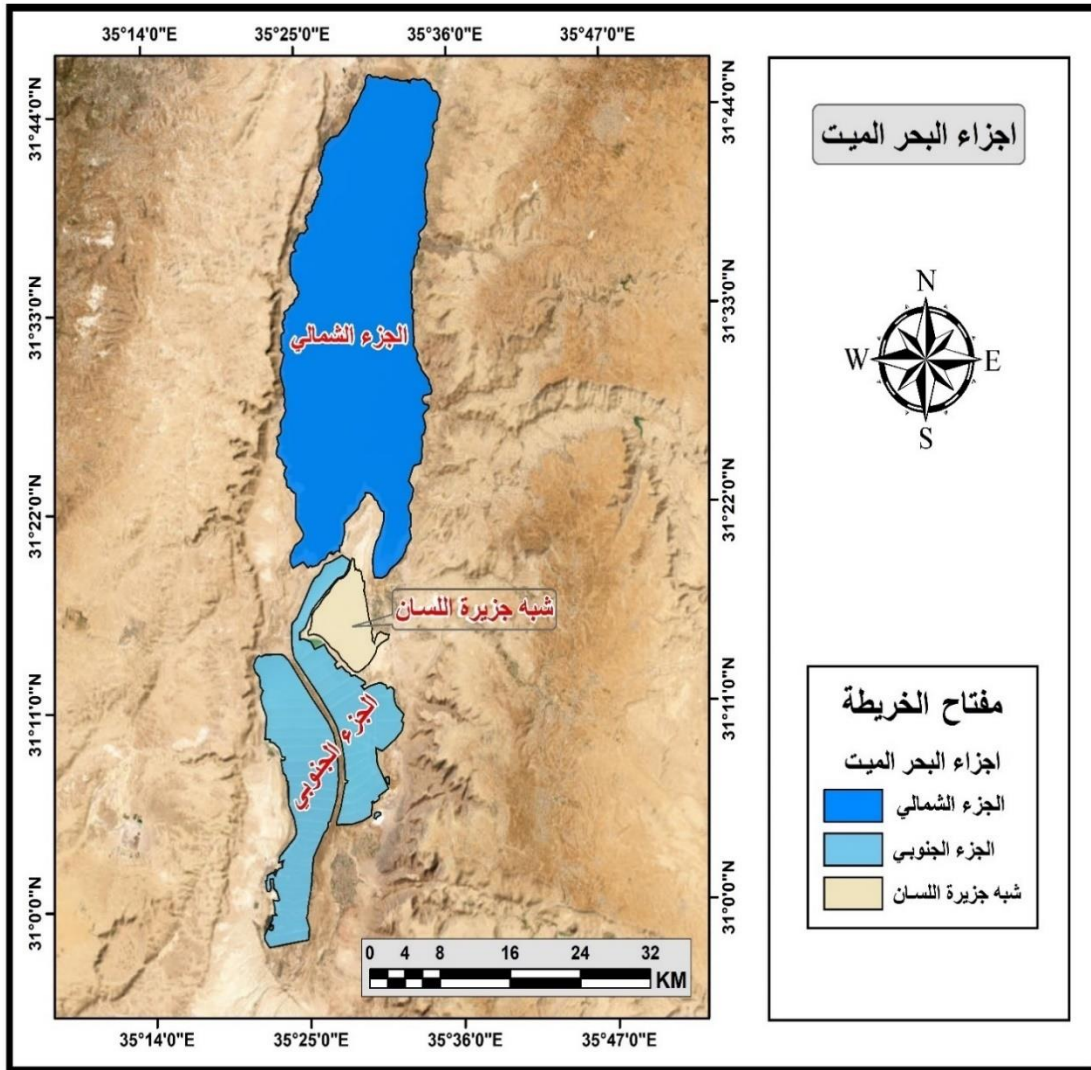 35°14'0"E 35°25'0"E 35°36'0"E 35°47'0"E
31°44'0"N 31°44'0"N
31°33'0"N 31°33'0"N
31°22'0"N 31°22'0"N
31°11'0"N 31°11'0"N
31°0'0"N 31°0'0"N
الجزء الشمالي
شبه جزيرة اللسان
الجزء الجنوبي
0 4 8 16 24 32
KM
35°14'0"E 35°25'0"E 35°36'0"E 35°47'0"E
اجزاء البحر الميت
N
W E
S
مفتاح الخريطة
اجزاء البحر الميت
الجزء الشمالي
الجزء الجنوبي
شبه جزيرة اللسان